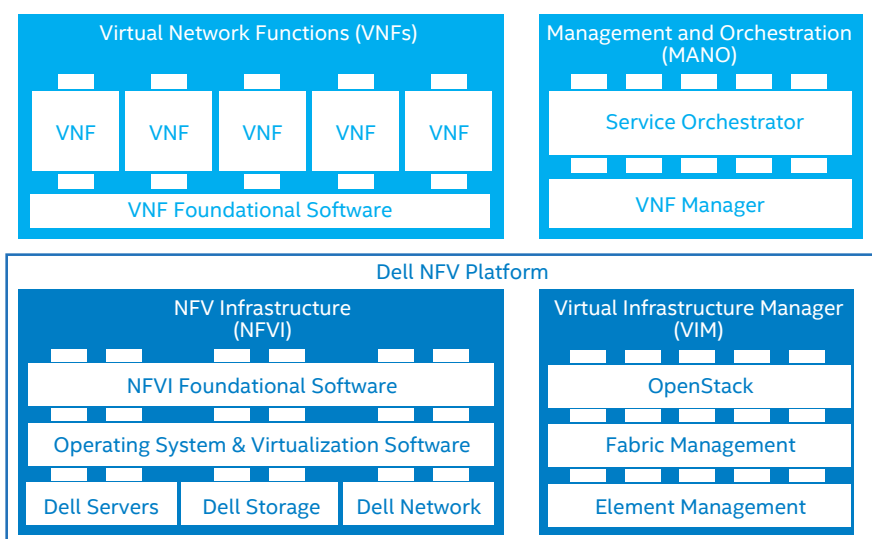 Virtual Network Functions (VNFs)
VNF VNF VNF VNF VNF
VNF Foundational Software
Management and Orchestration
(MANO)
Service Orchestrator
VNF Manager
Dell NFV Platform
NFV Infrastructure
(NFVI)
NFVI Foundational Software
Operating System & Virtualization Software
Dell Servers Dell Storage Dell Network
Virtual Infrastructure Manager
(VIM)
OpenStack
Fabric Management
Element Management